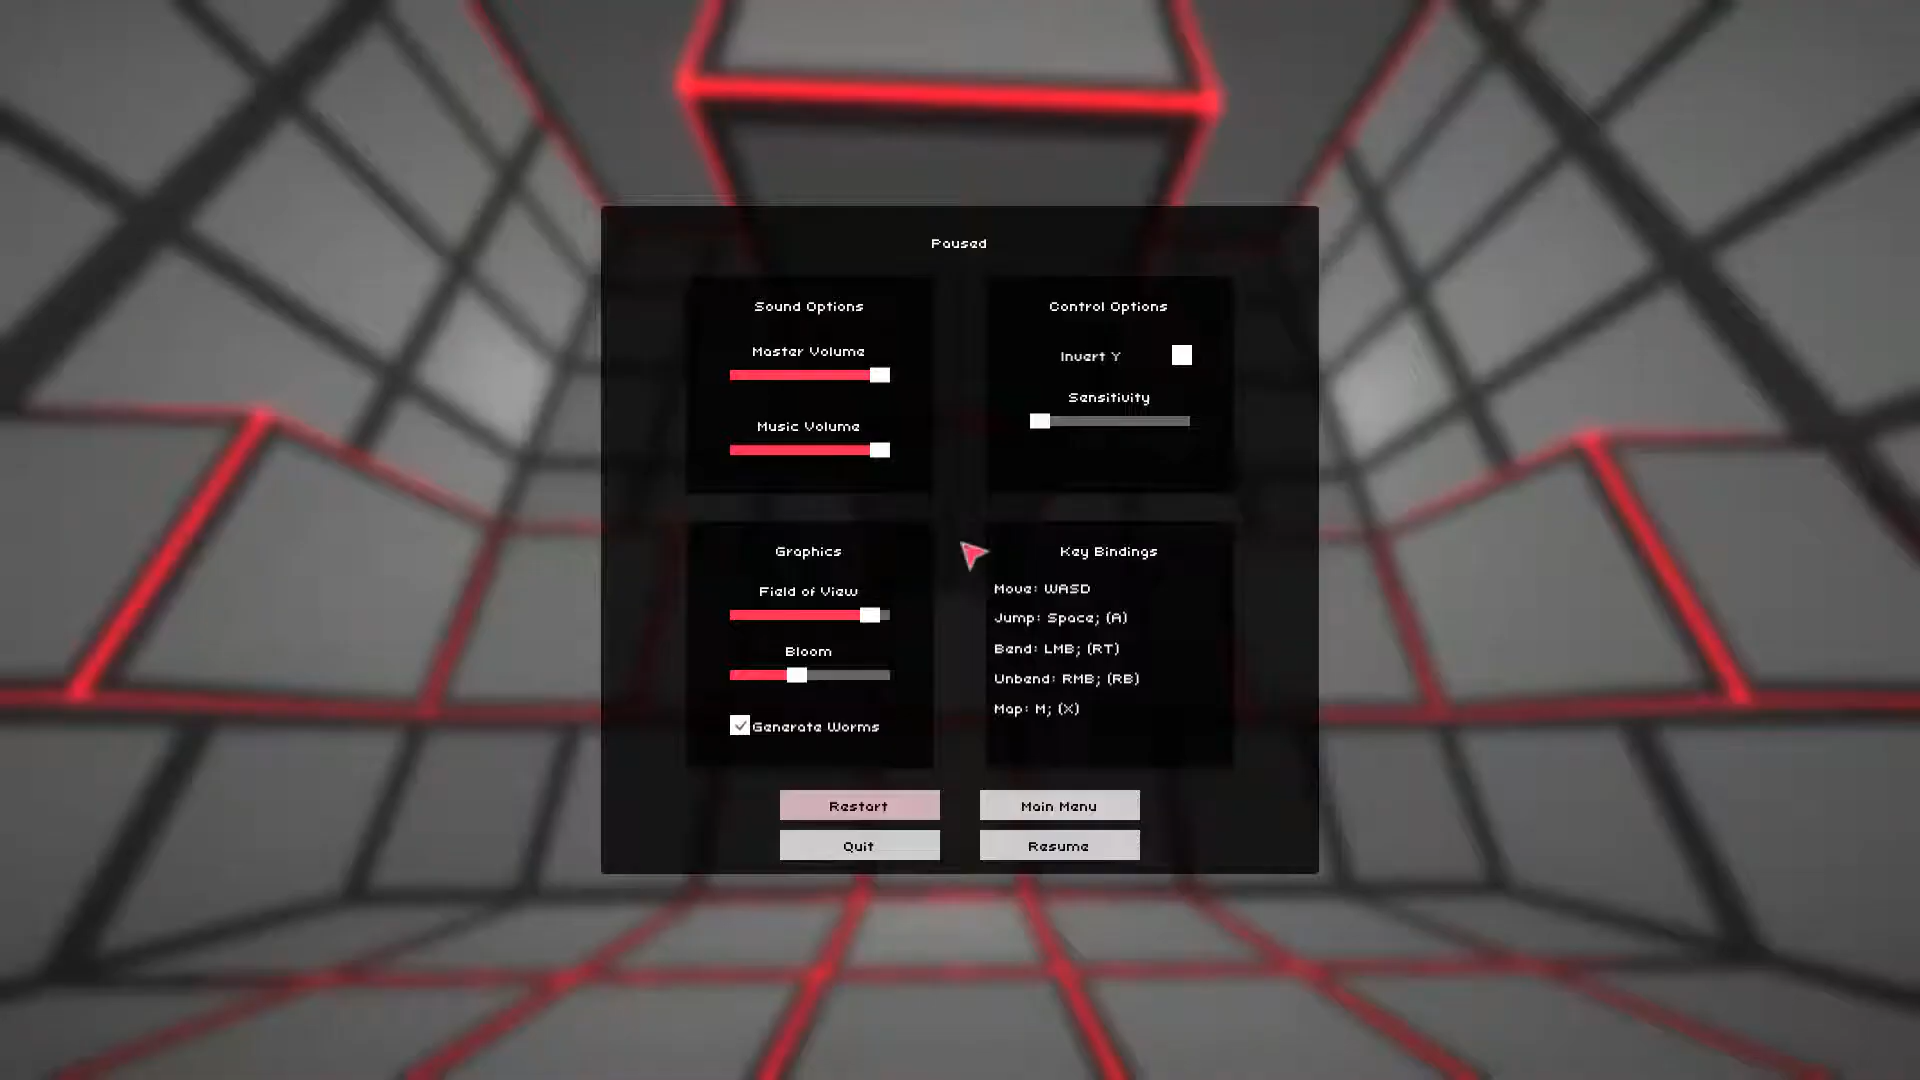 Paused
Sound Options
Master Volume
Music Volume
Control Options
Invert Y
Sensitivity
Graphics
Field of View
Bloom
Generate Worms
Key Bindings
Move: WASD
Jump: Space; (A)
Bend: LMB; (RT)
Unbend: RMB; (RB)
Map: M; (X)
Restart
Main Menu
Quit
Resume